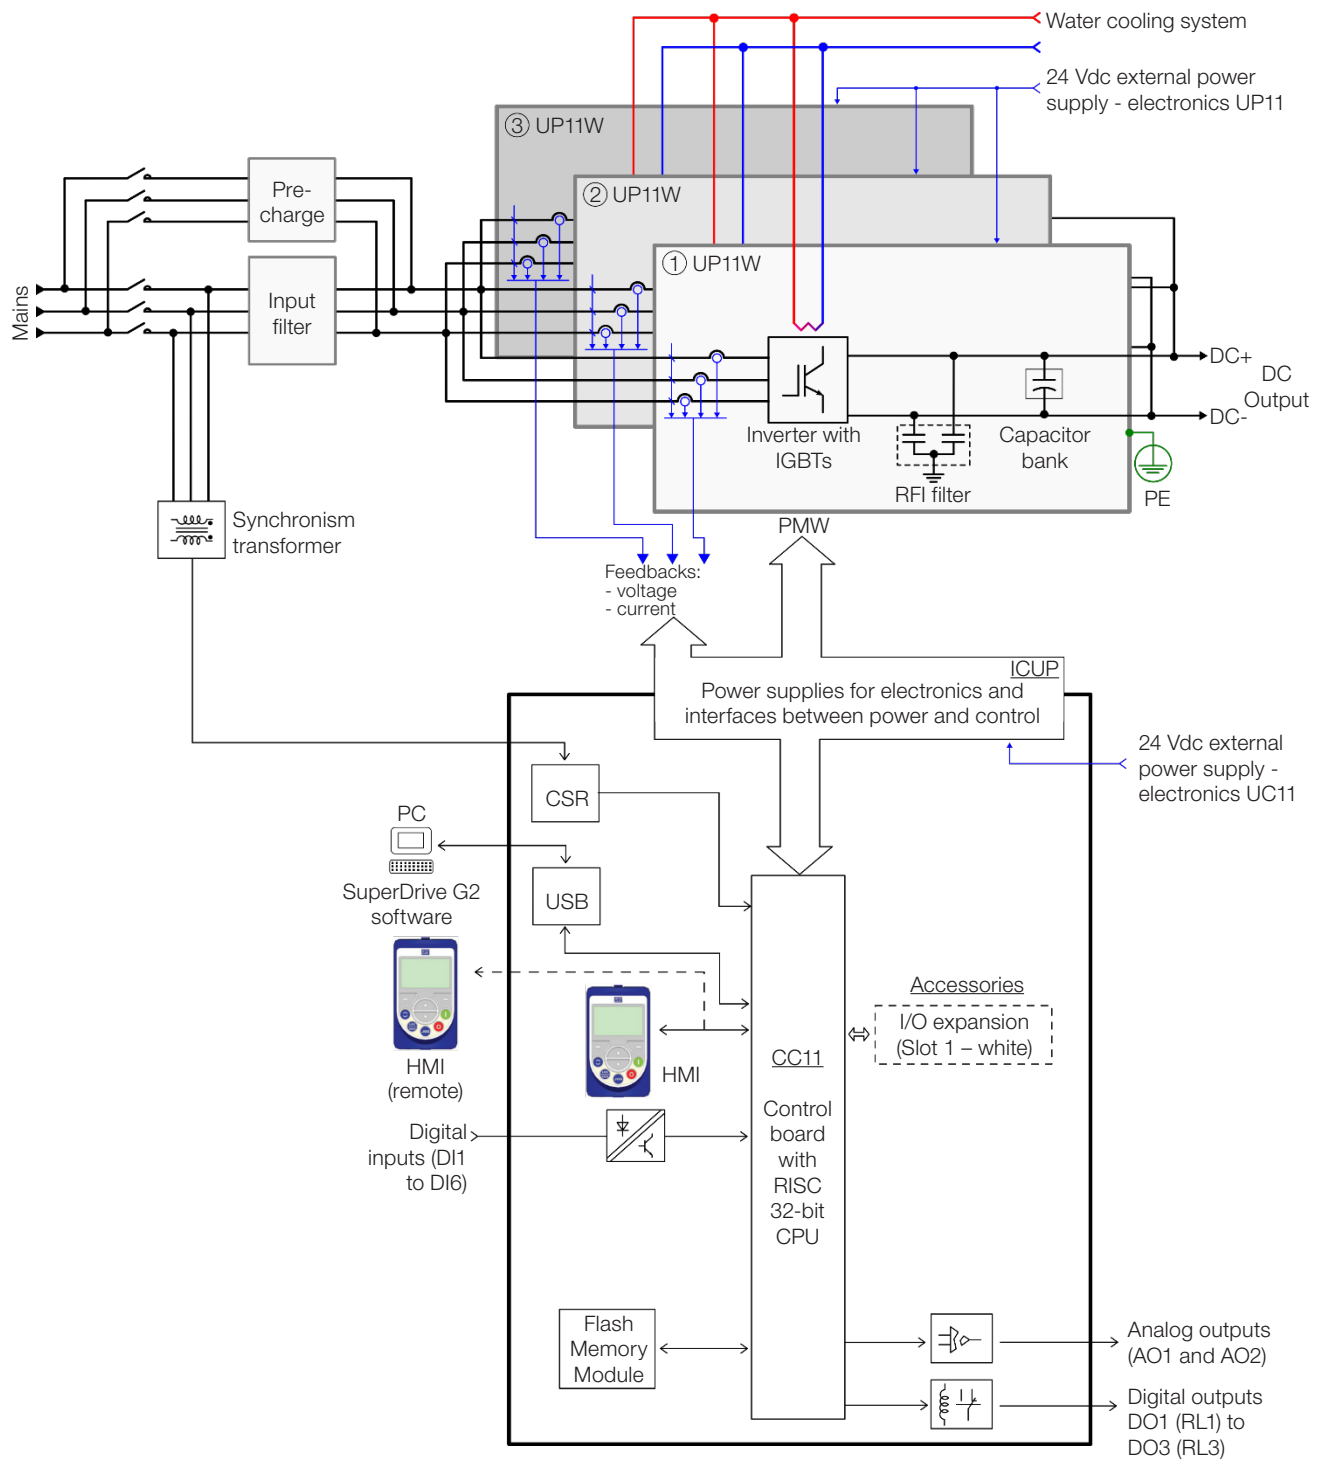 Water cooling system
24 Vdc external power
supply - electronics UP11
3 UP11W
2 UP11W
1 UP11W
Pre-
charge
Mains
Input
filter
DC+
DC
Output
DC-
Inverter with
IGBTs
Capacitor
bank
RFI filter
PE
Synchronism
transformer
PMW
Feedbacks:
- voltage
- current
ICUP
Power supplies for electronics and
interfaces between power and control
24 Vdc external
power supply -
electronics UC11
CSR
PC
SuperDrive G2
software
USB
HMI
(remote)
HMI
Accessories
I/O expansion
(Slot 1 – white)
CC11
Control
board
with
RISC
32-bit
CPU
Digital
inputs (DI1
to DI6)
Flash
Memory
Module
Analog outputs
(AO1 and AO2)
Digital outputs
DO1 (RL1) to
DO3 (RL3)